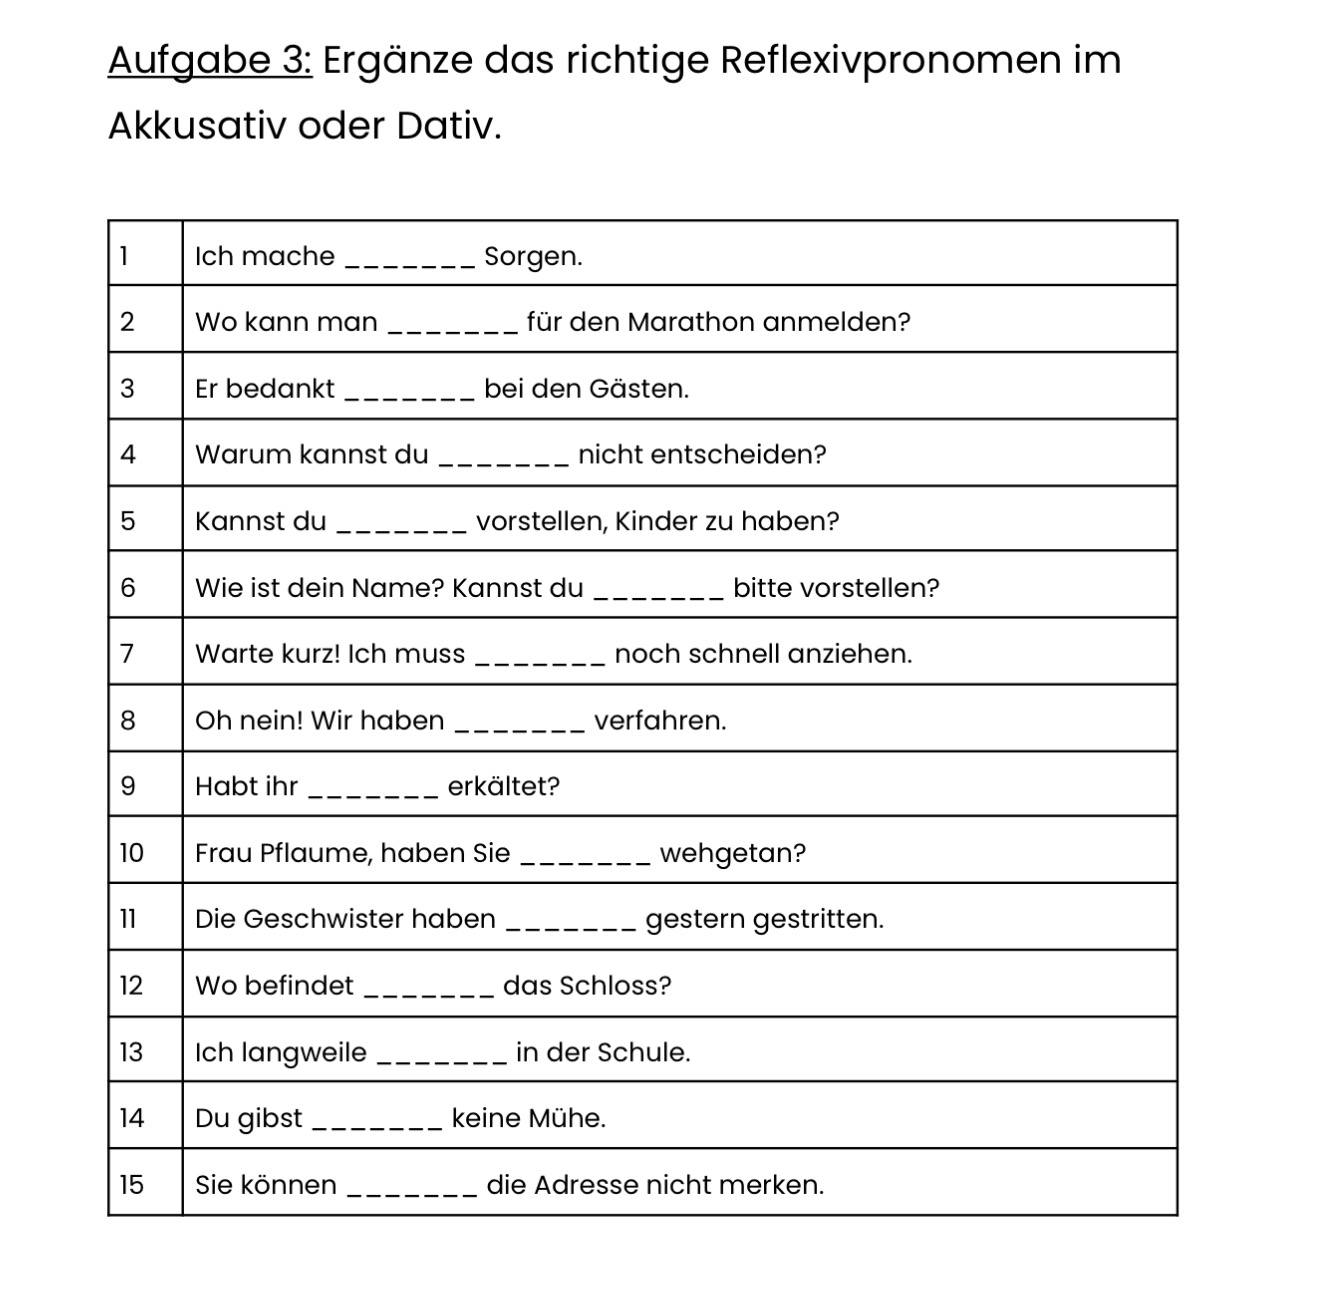 Aufgabe 3: Ergänze das richtige Reflexivpronomen im
Akkusativ oder Dativ.
1 Ich mache _______ Sorgen.
2 Wo kann man _______ für den Marathon anmelden?
3 Er bedankt _______ bei den Gästen.
4 Warum kannst du _______ nicht entscheiden?
5 Kannst du _______ vorstellen, Kinder zu haben?
6 Wie ist dein Name? Kannst du _______ bitte vorstellen?
7 Warte kurz! Ich muss _______ noch schnell anziehen.
8 Oh nein! Wir haben _______ verfahren.
9 Habt ihr _______ erkältet?
10 Frau Pflaume, haben Sie _______ wehgetan?
11 Die Geschwister haben _______ gestern gestritten.
12 Wo befindet _______ das Schloss?
13 Ich langweile _______ in der Schule.
14 Du gibst _______ keine Mühe.
15 Sie können _______ die Adresse nicht merken.